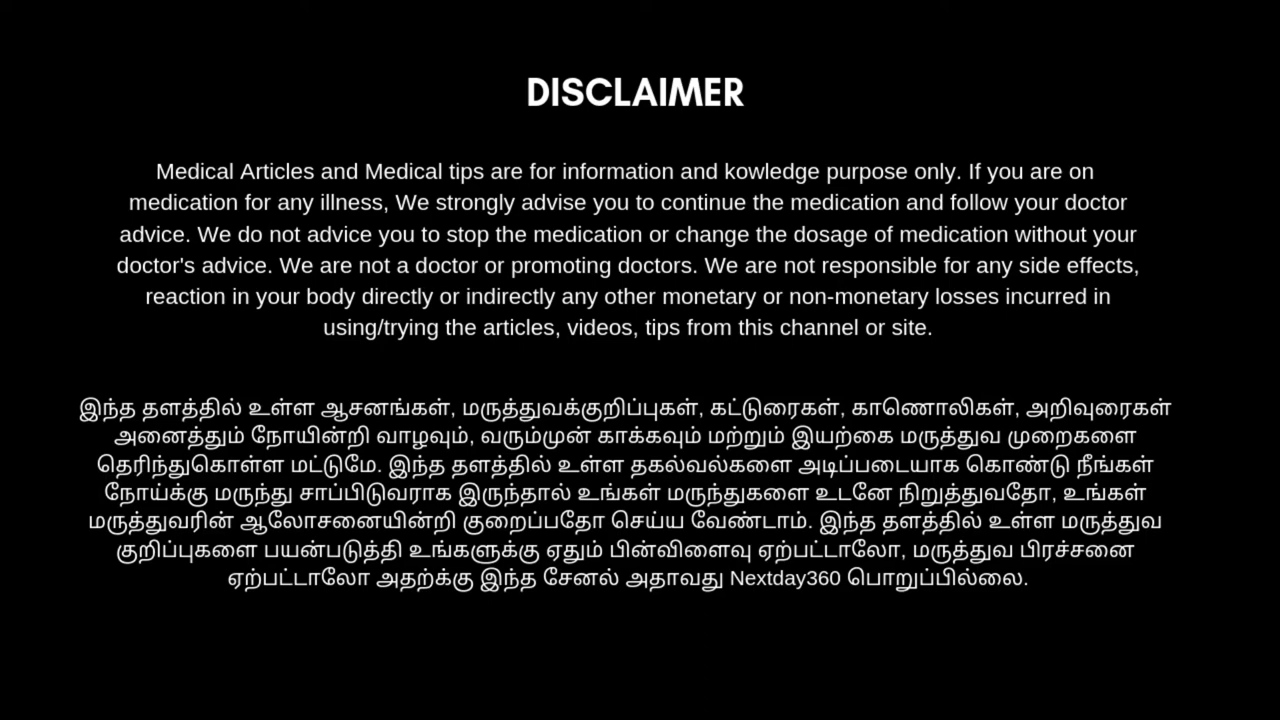 DISCLAIMER
Medical Articles and Medical tips are for information and kowledge purpose only. If you are on
medication for any illness, We strongly advise you to continue the medication and follow your doctor
advice. We do not advice you to stop the medication or change the dosage of medication without your
doctor's advice. We are not a doctor or promoting doctors. We are not responsible for any side effects,
reaction in your body directly or indirectly any other monetary or non-monetary losses incurred in
using/trying the articles, videos, tips from this channel or site.
இந்த தளத்தில் உள்ள ஆசனங்கள், மருத்துவக்குறிப்புகள், கட்டுரைகள், காணொலிகள், அறிவுரைகள்
அனைத்தும் நோயின்றி வாழவும், வரும்முன் காக்கவும் மற்றும் இயற்கை மருத்துவ முறைகளை
தெரிந்துகொள்ள மட்டுமே. இந்த தளத்தில் உள்ள தகல்வல்களை அடிப்படையாக கொண்டு நீங்கள்
நோய்க்கு மருந்து சாப்பிடுவராக இருந்தால் உங்கள் மருந்துகளை உடனே நிறுத்துவதோ, உங்கள்
மருத்துவரின் ஆலோசனையின்றி குறைப்பதோ செய்ய வேண்டாம். இந்த தளத்தில் உள்ள மருத்துவ
குறிப்புகளை பயன்படுத்தி உங்களுக்கு ஏதும் பின்விளைவு ஏற்பட்டாலோ, மருத்துவ பிரச்சனை
ஏற்பட்டாலோ அதற்க்கு இந்த சேனல் அதாவது Nextday360 பொறுப்பில்லை.